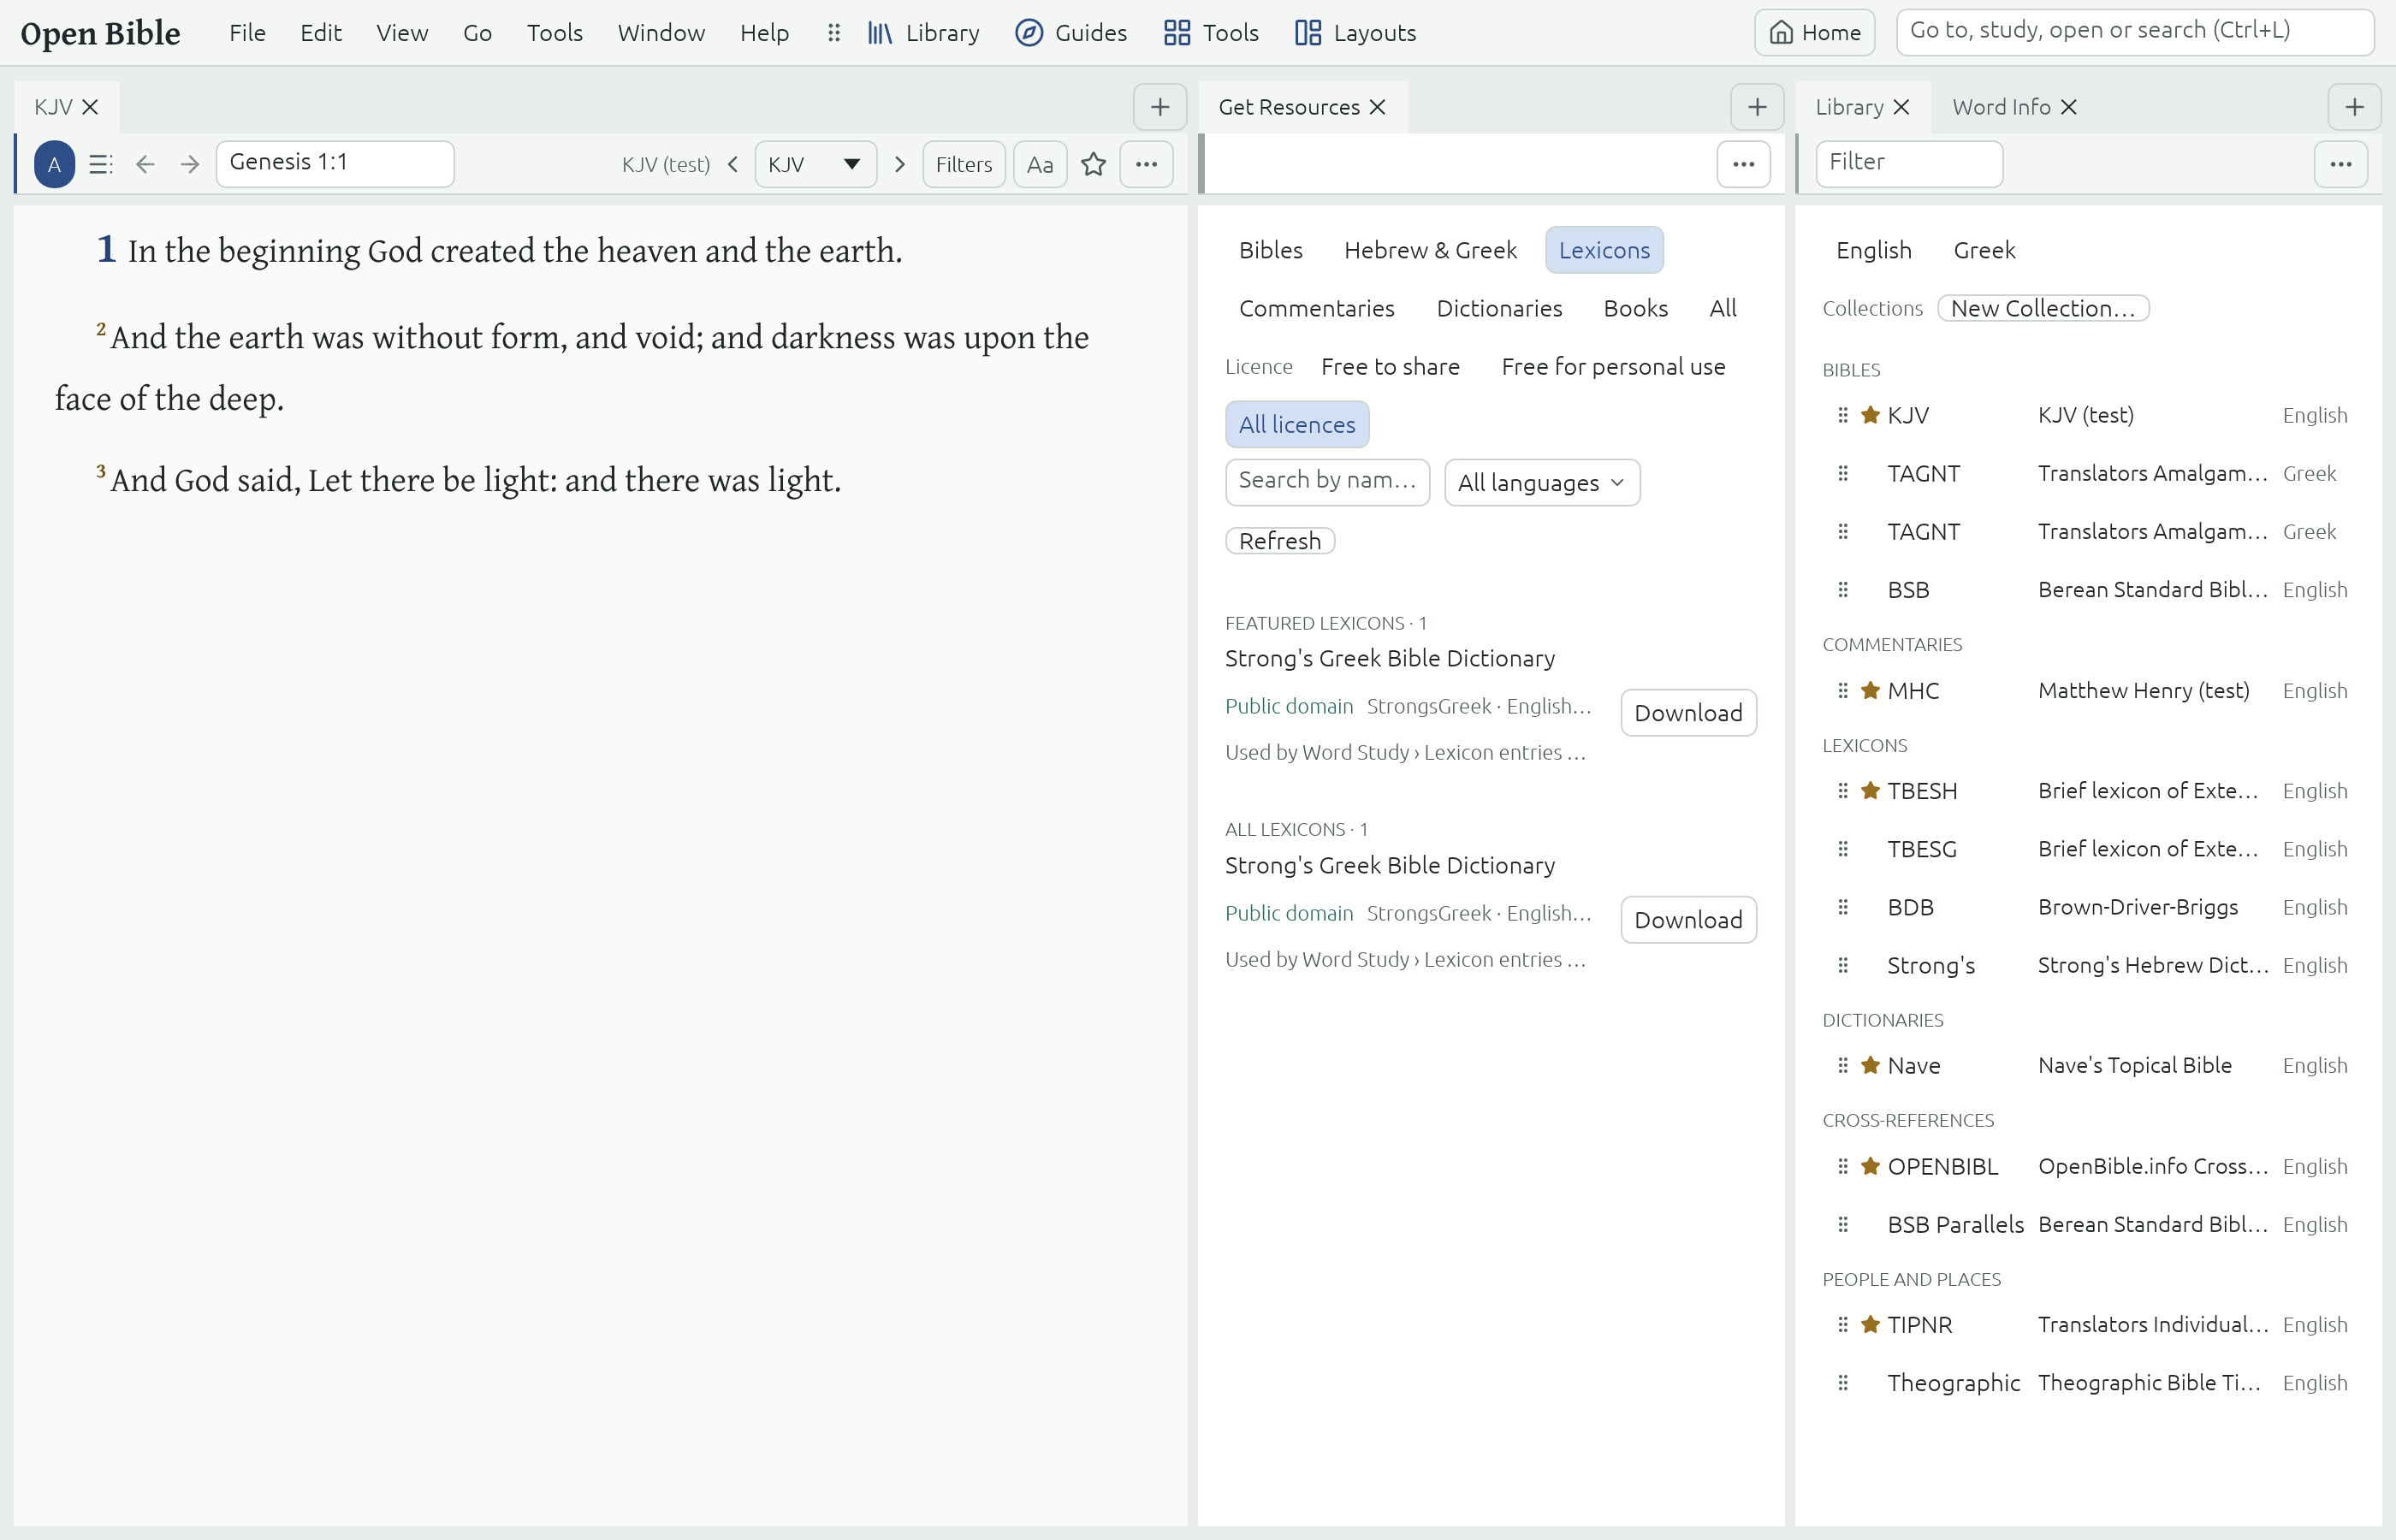 Open Bible File Edit View Go Tools Window Help Library Guides Tools Layouts Home Go to, study, open or search (Ctrl+L)
KJV
A Genesis 1:1 KJV (test) KJV Filters Aa
1 In the beginning God created the heaven and the earth.
2 And the earth was without form, and void; and darkness was upon the
face of the deep.
3 And God said, Let there be light: and there was light.
Get Resources
Bibles Hebrew & Greek Lexicons
Commentaries Dictionaries Books All
Licence Free to share Free for personal use
All licences
Search by nam… All languages
Refresh
FEATURED LEXICONS · 1
Strong's Greek Bible Dictionary
Public domain StrongsGreek · English… Download
Used by Word Study › Lexicon entries …
ALL LEXICONS · 1
Strong's Greek Bible Dictionary
Public domain StrongsGreek · English… Download
Used by Word Study › Lexicon entries …
Library Word Info
Filter
English Greek
Collections New Collection…
BIBLES
KJV KJV (test) English
TAGNT Translators Amalgam… Greek
TAGNT Translators Amalgam… Greek
BSB Berean Standard Bibl… English
COMMENTARIES
MHC Matthew Henry (test) English
LEXICONS
TBESH Brief lexicon of Exte… English
TBESG Brief lexicon of Exte… English
BDB Brown-Driver-Briggs English
Strong's Strong's Hebrew Dict… English
DICTIONARIES
Nave Nave's Topical Bible English
CROSS-REFERENCES
OPENBIBL OpenBible.info Cross… English
BSB Parallels Berean Standard Bibl… English
PEOPLE AND PLACES
TIPNR Translators Individual… English
Theographic Theographic Bible Ti… English